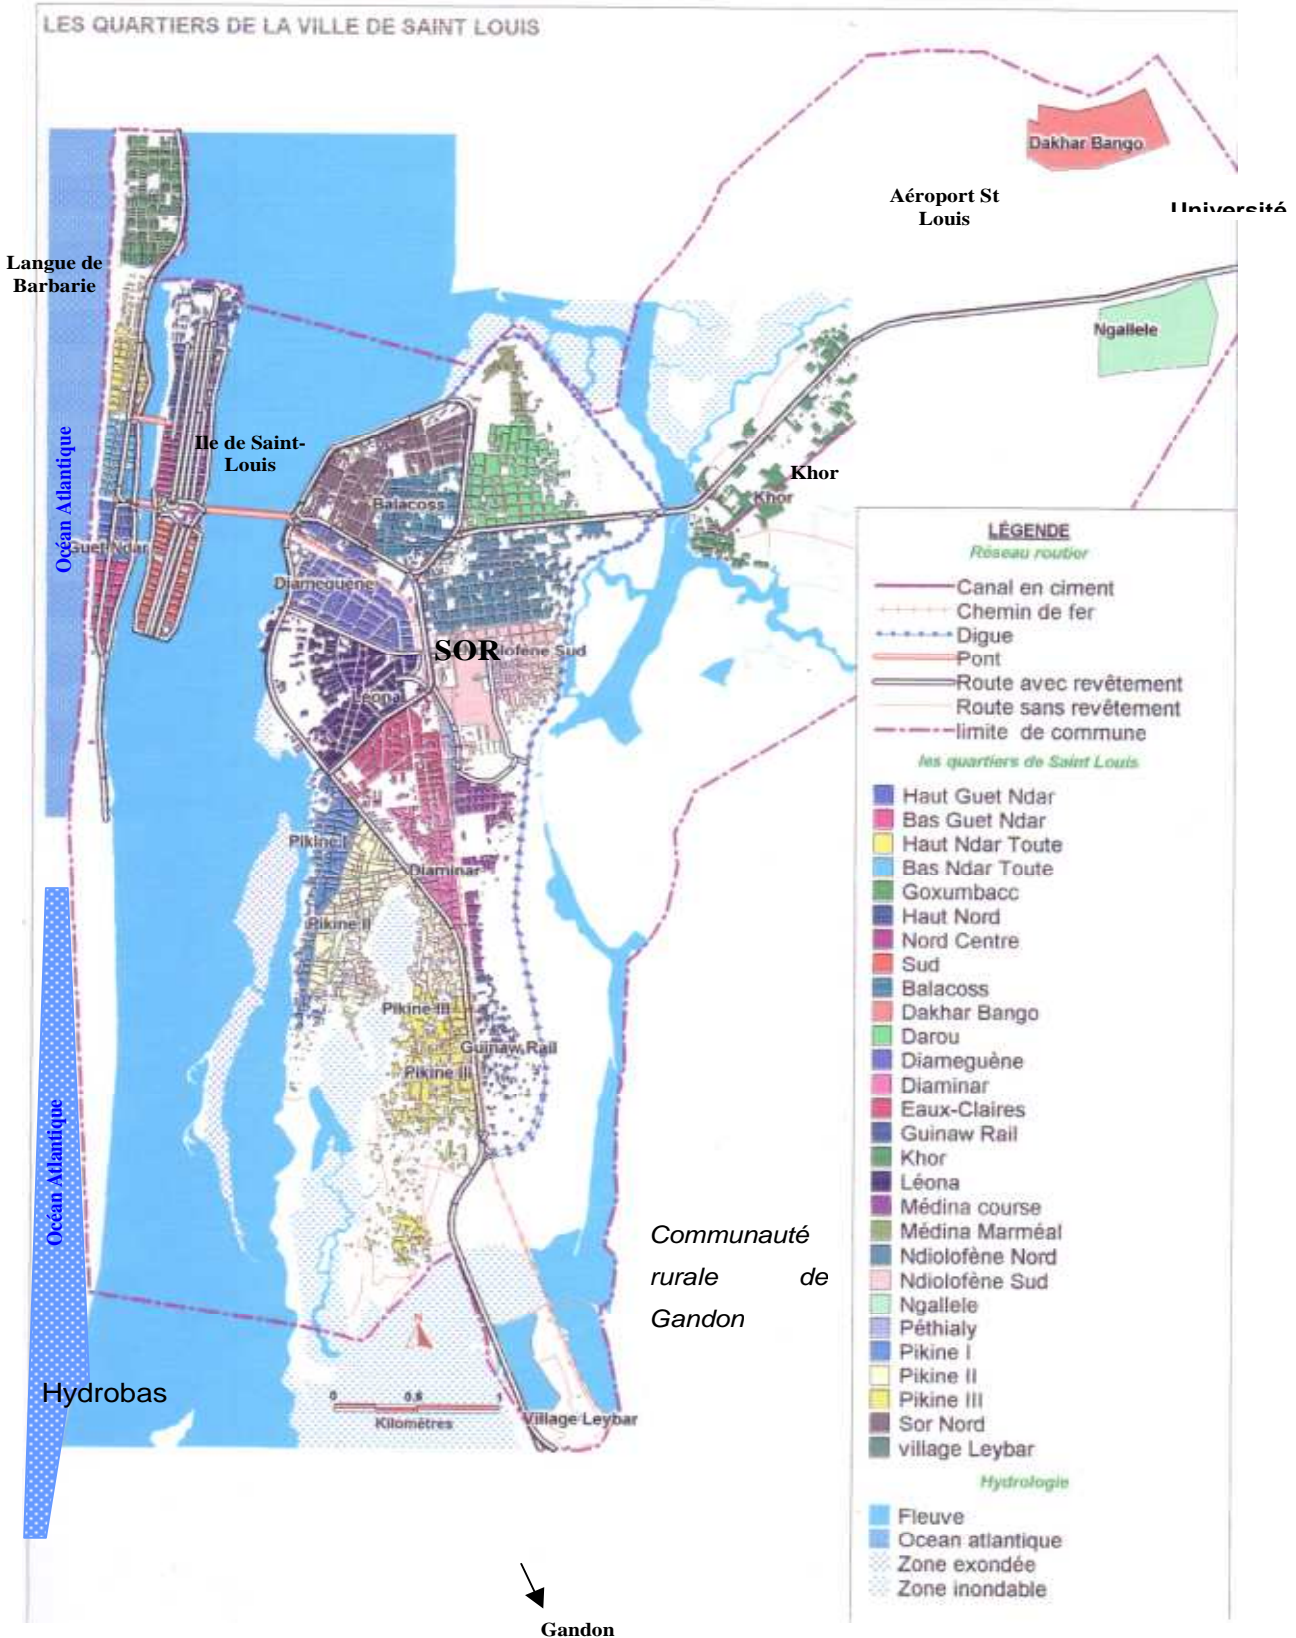 LES QUARTIERS DE LA VILLE DE SAINT LOUIS
Dakhar Bango
Aéroport St
Louis
Université
Langue de
Barbarie
Ngallele
Ile de Saint-
Louis
Océan Atlantique
Balacoss
Khor
Khor
Guet Ndar
Diameguène
SOR
Ndiolofène Sud
Léona
Pikine I
Diaminar
Pikine II
Pikine III
Guinaw Rail
Pikine III
Océan Atlantique
Communauté
rurale de
Gandon
Hydrobas
N
0 0,5 1
Kilomètres
Village Leybar
Gandon
LÉGENDE
Réseau routier
Canal en ciment
Chemin de fer
Digue
Pont
Route avec revêtement
Route sans revêtement
limite de commune
les quartiers de Saint Louis
Haut Guet Ndar
Bas Guet Ndar
Haut Ndar Toute
Bas Ndar Toute
Goxumbacc
Haut Nord
Nord Centre
Sud
Balacoss
Dakhar Bango
Darou
Diameguène
Diaminar
Eaux-Claires
Guinaw Rail
Khor
Léona
Médina course
Médina Marméal
Ndiolofène Nord
Ndiolofène Sud
Ngallele
Péthialy
Pikine I
Pikine II
Pikine III
Sor Nord
village Leybar
Hydrologie
Fleuve
Ocean atlantique
Zone exondée
Zone inondable